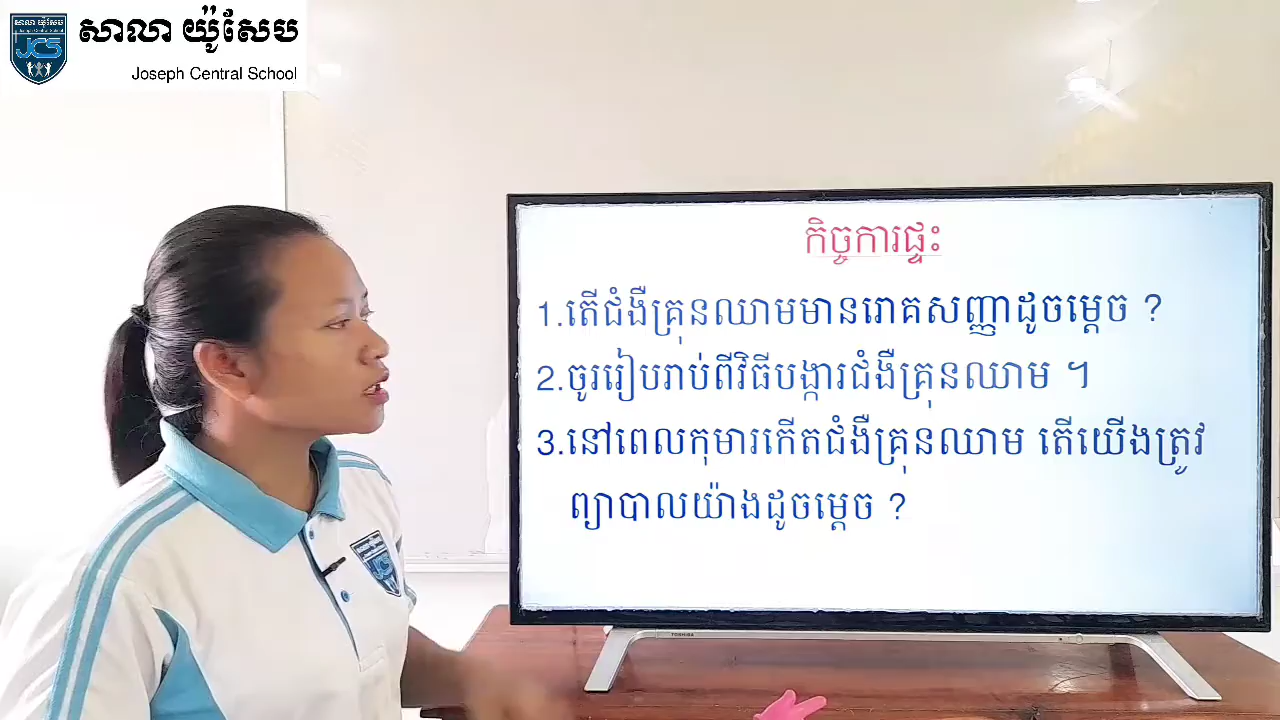 សាលា យ៉ូសែប
Joseph Central School
JCS
កិច្ចការផ្ទះ
1.តើជំងឺគ្រុនឈាមមានរោគសញ្ញាដូចម្ដេច ?
2.ចូររៀបរាប់ពីវិធីបង្ការជំងឺគ្រុនឈាម ។
3.នៅពេលកុមារកើតជំងឺគ្រុនឈាម តើយើងត្រូវ
ព្យាបាលយ៉ាងដូចម្ដេច ?
TOSHIBA